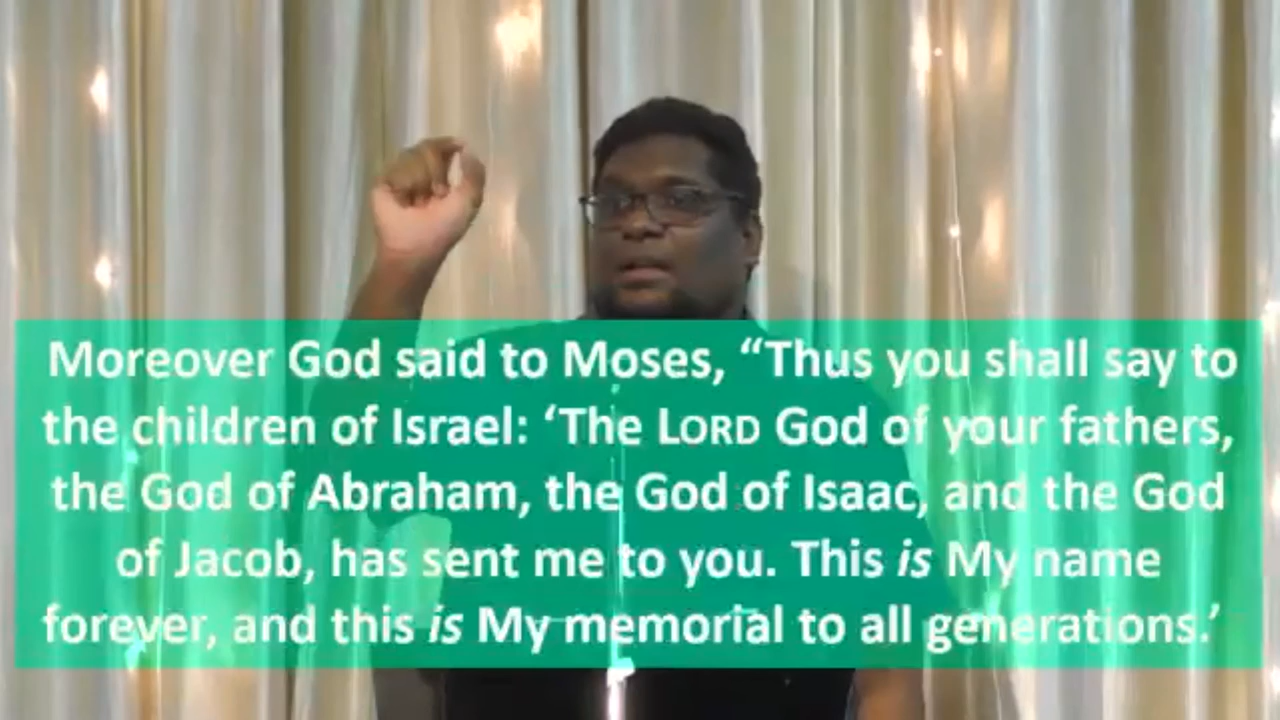 Moreover God said to Moses, “Thus you shall say to
the children of Israel: ‘The LORD God of your fathers,
the God of Abraham, the God of Isaac, and the God
of Jacob, has sent me to you. This is My name
forever, and this is My memorial to all generations.’